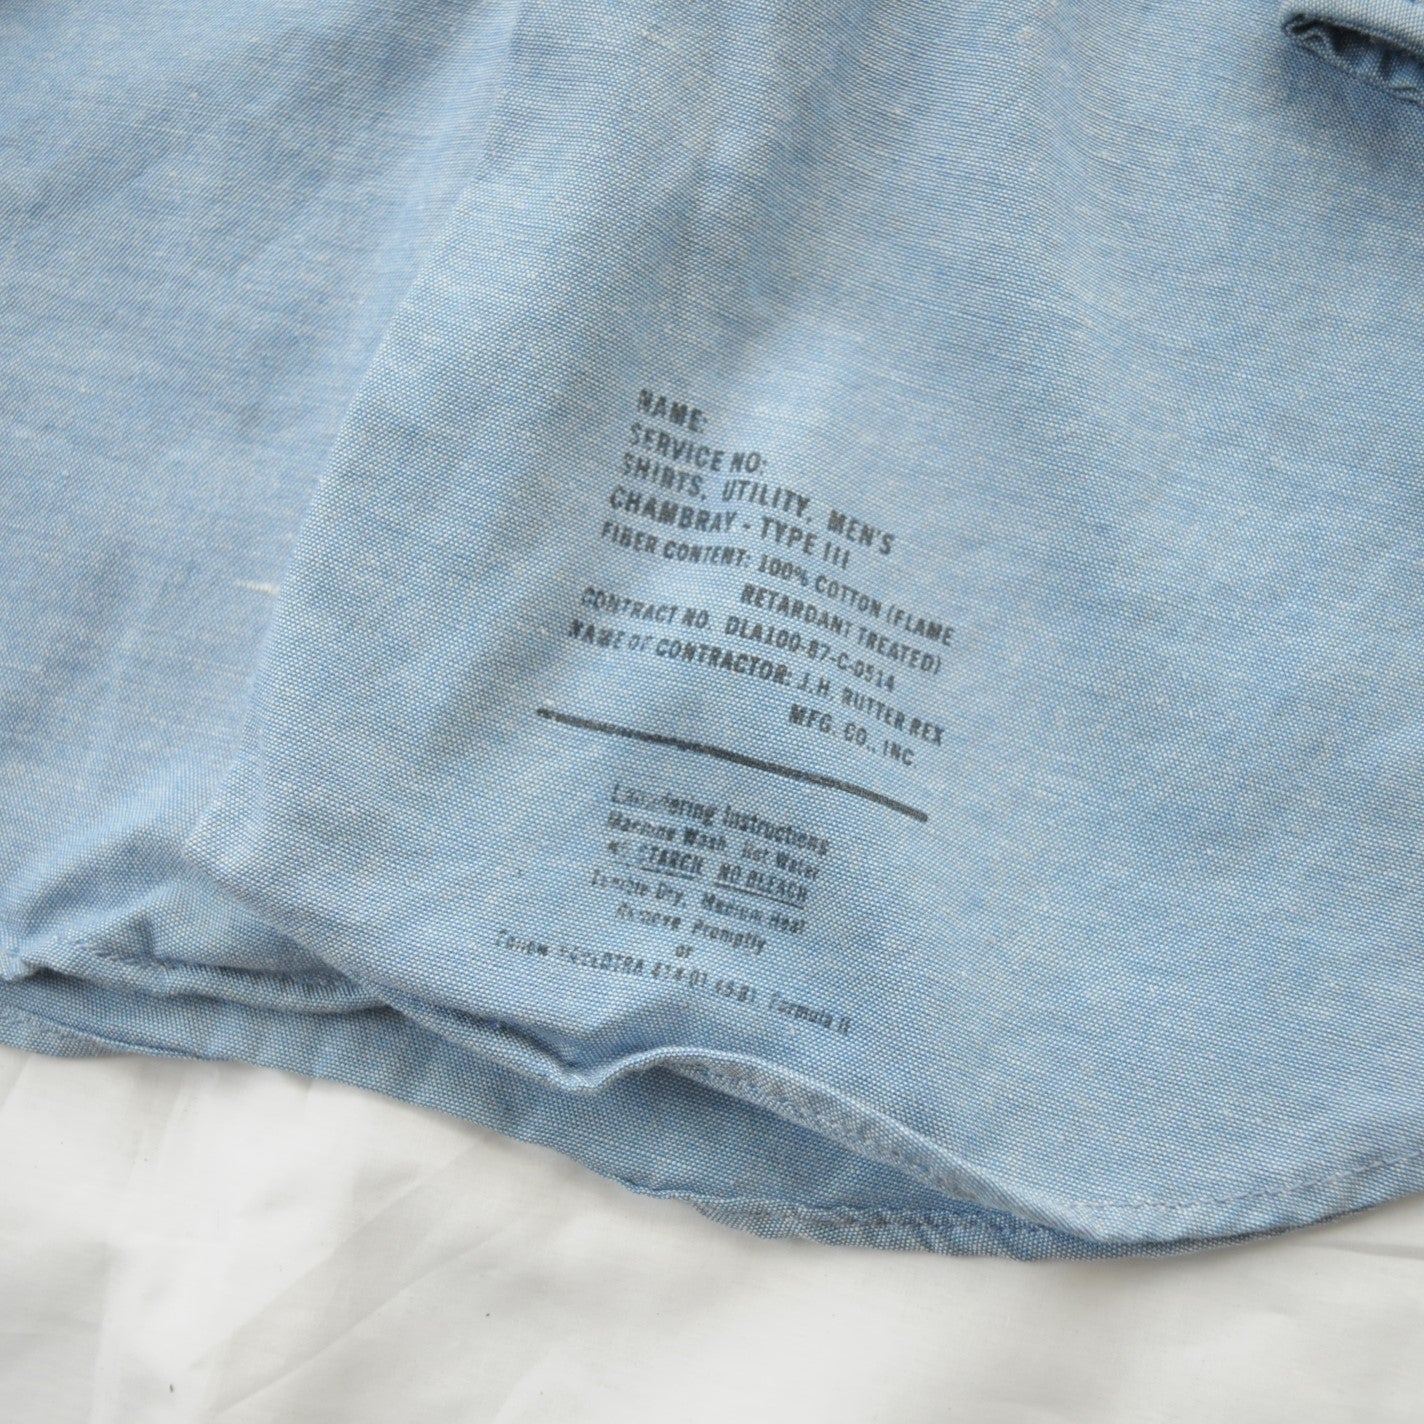 NAME:
SERVICE NO:
SHIRTS, UTILITY, MEN'S
CHAMBRAY - TYPE III
FIBER CONTENT: 100% COTTON (FLAME
RETARDANT TREATED)
CONTRACT NO. DLA100-87-C-0514
NAME OF CONTRACTOR: J.H. RUTTER REX
MFG. CO., INC
Laundering Instructions
Machine Wash Hot Water
NO STARCH NO BLEACH
Tumble Dry, Medium Heat
Remove Promptly
or
Formula II